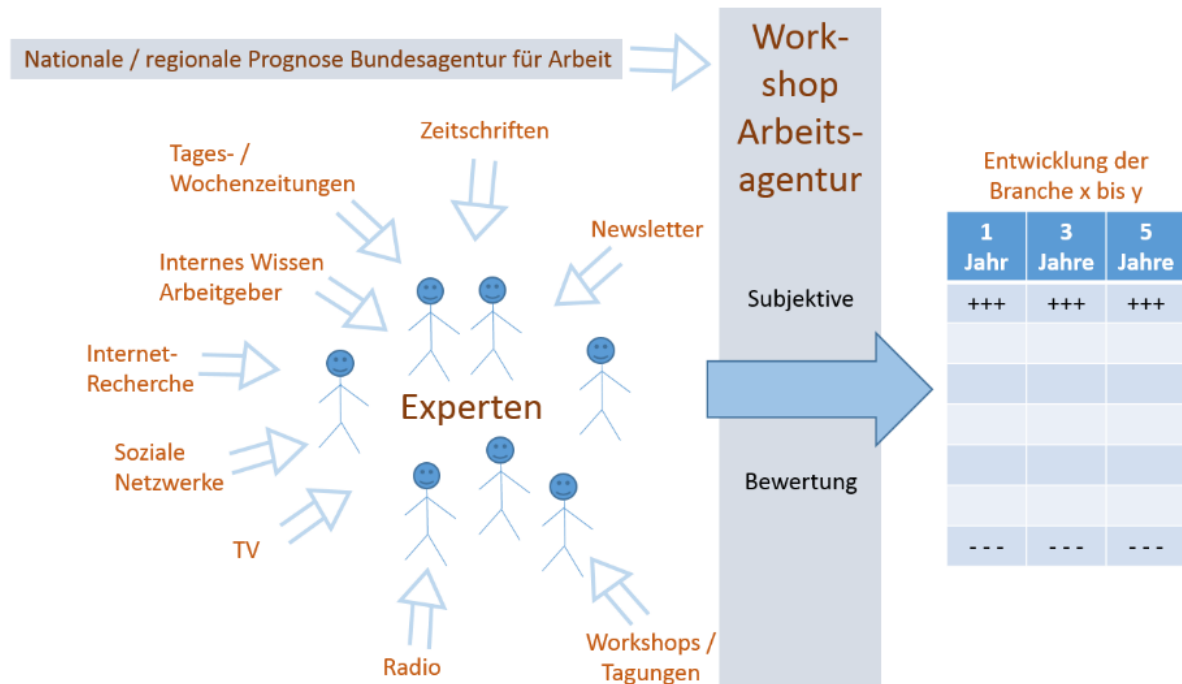 Nationale / regionale Prognose Bundesagentur für Arbeit
Work-
shop
Arbeits-
agentur
Zeitschriften
Tages- /
Wochenzeitungen
Newsletter
Internes Wissen
Arbeitgeber
Internet-
Recherche
Experten
Soziale
Netzwerke
TV
Radio
Workshops /
Tagungen
Subjektive
Bewertung
Entwicklung der
Branche x bis y
1 3 5
Jahr Jahre Jahre
+++ +++ +++
- - - - - - - - -